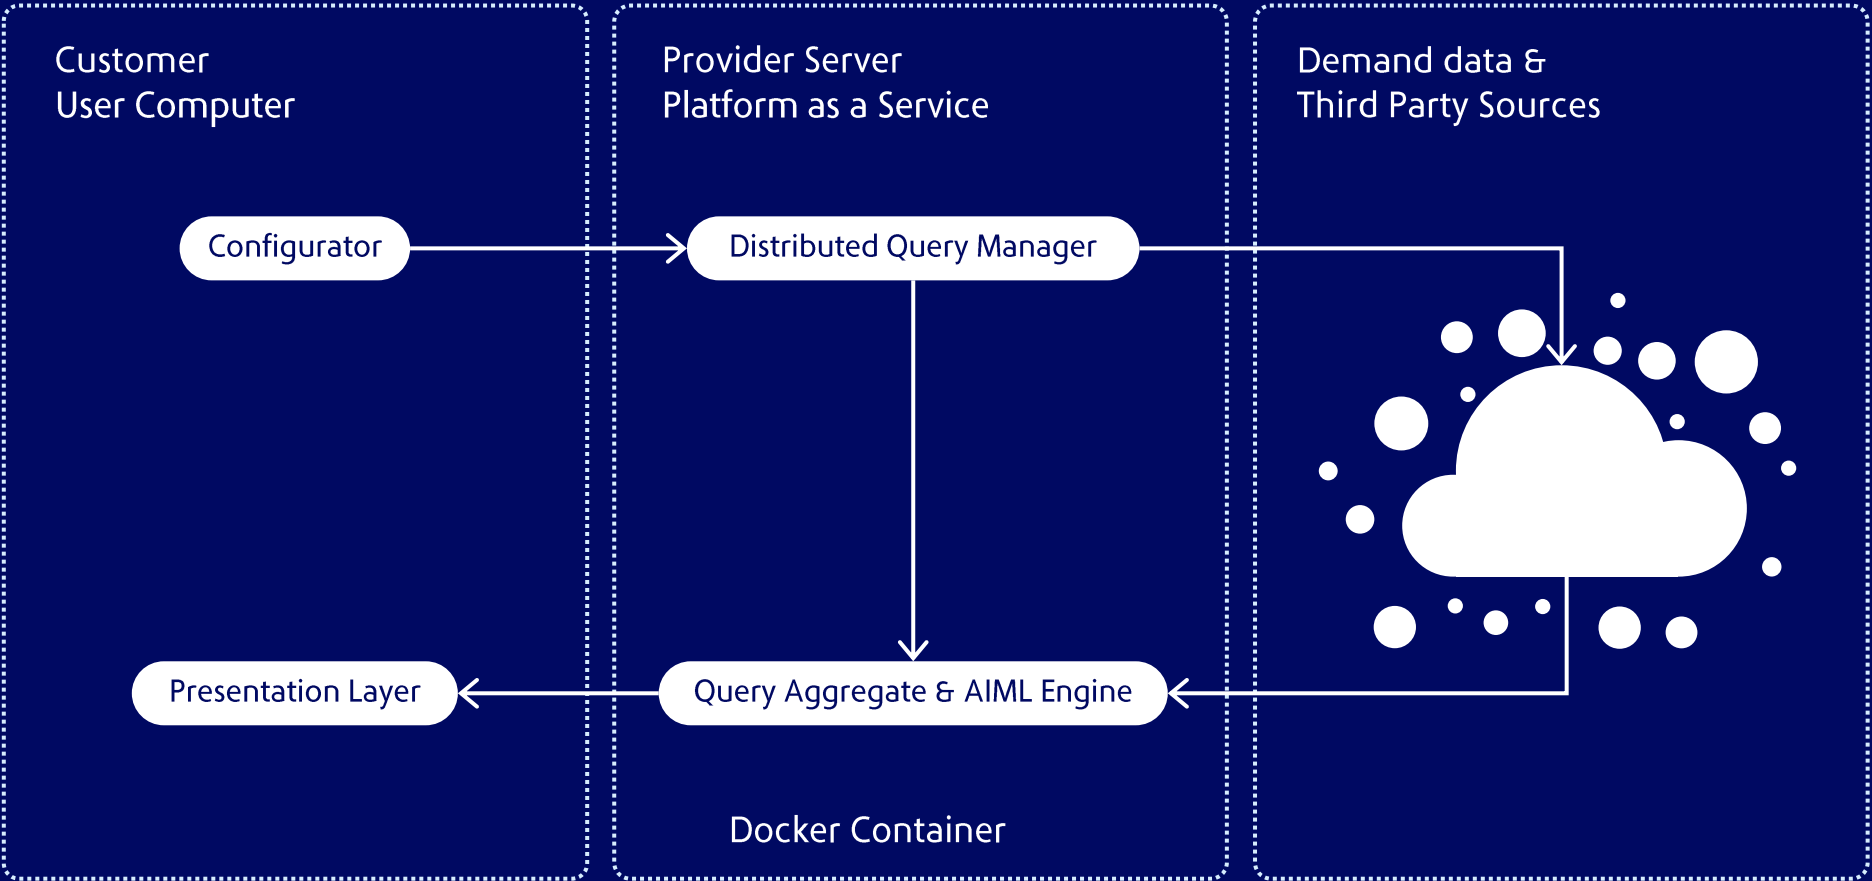 Customer
User Computer
Provider Server
Platform as a Service
Demand data &
Third Party Sources
Configurator
Distributed Query Manager
Presentation Layer
Query Aggregate & AIML Engine
Docker Container